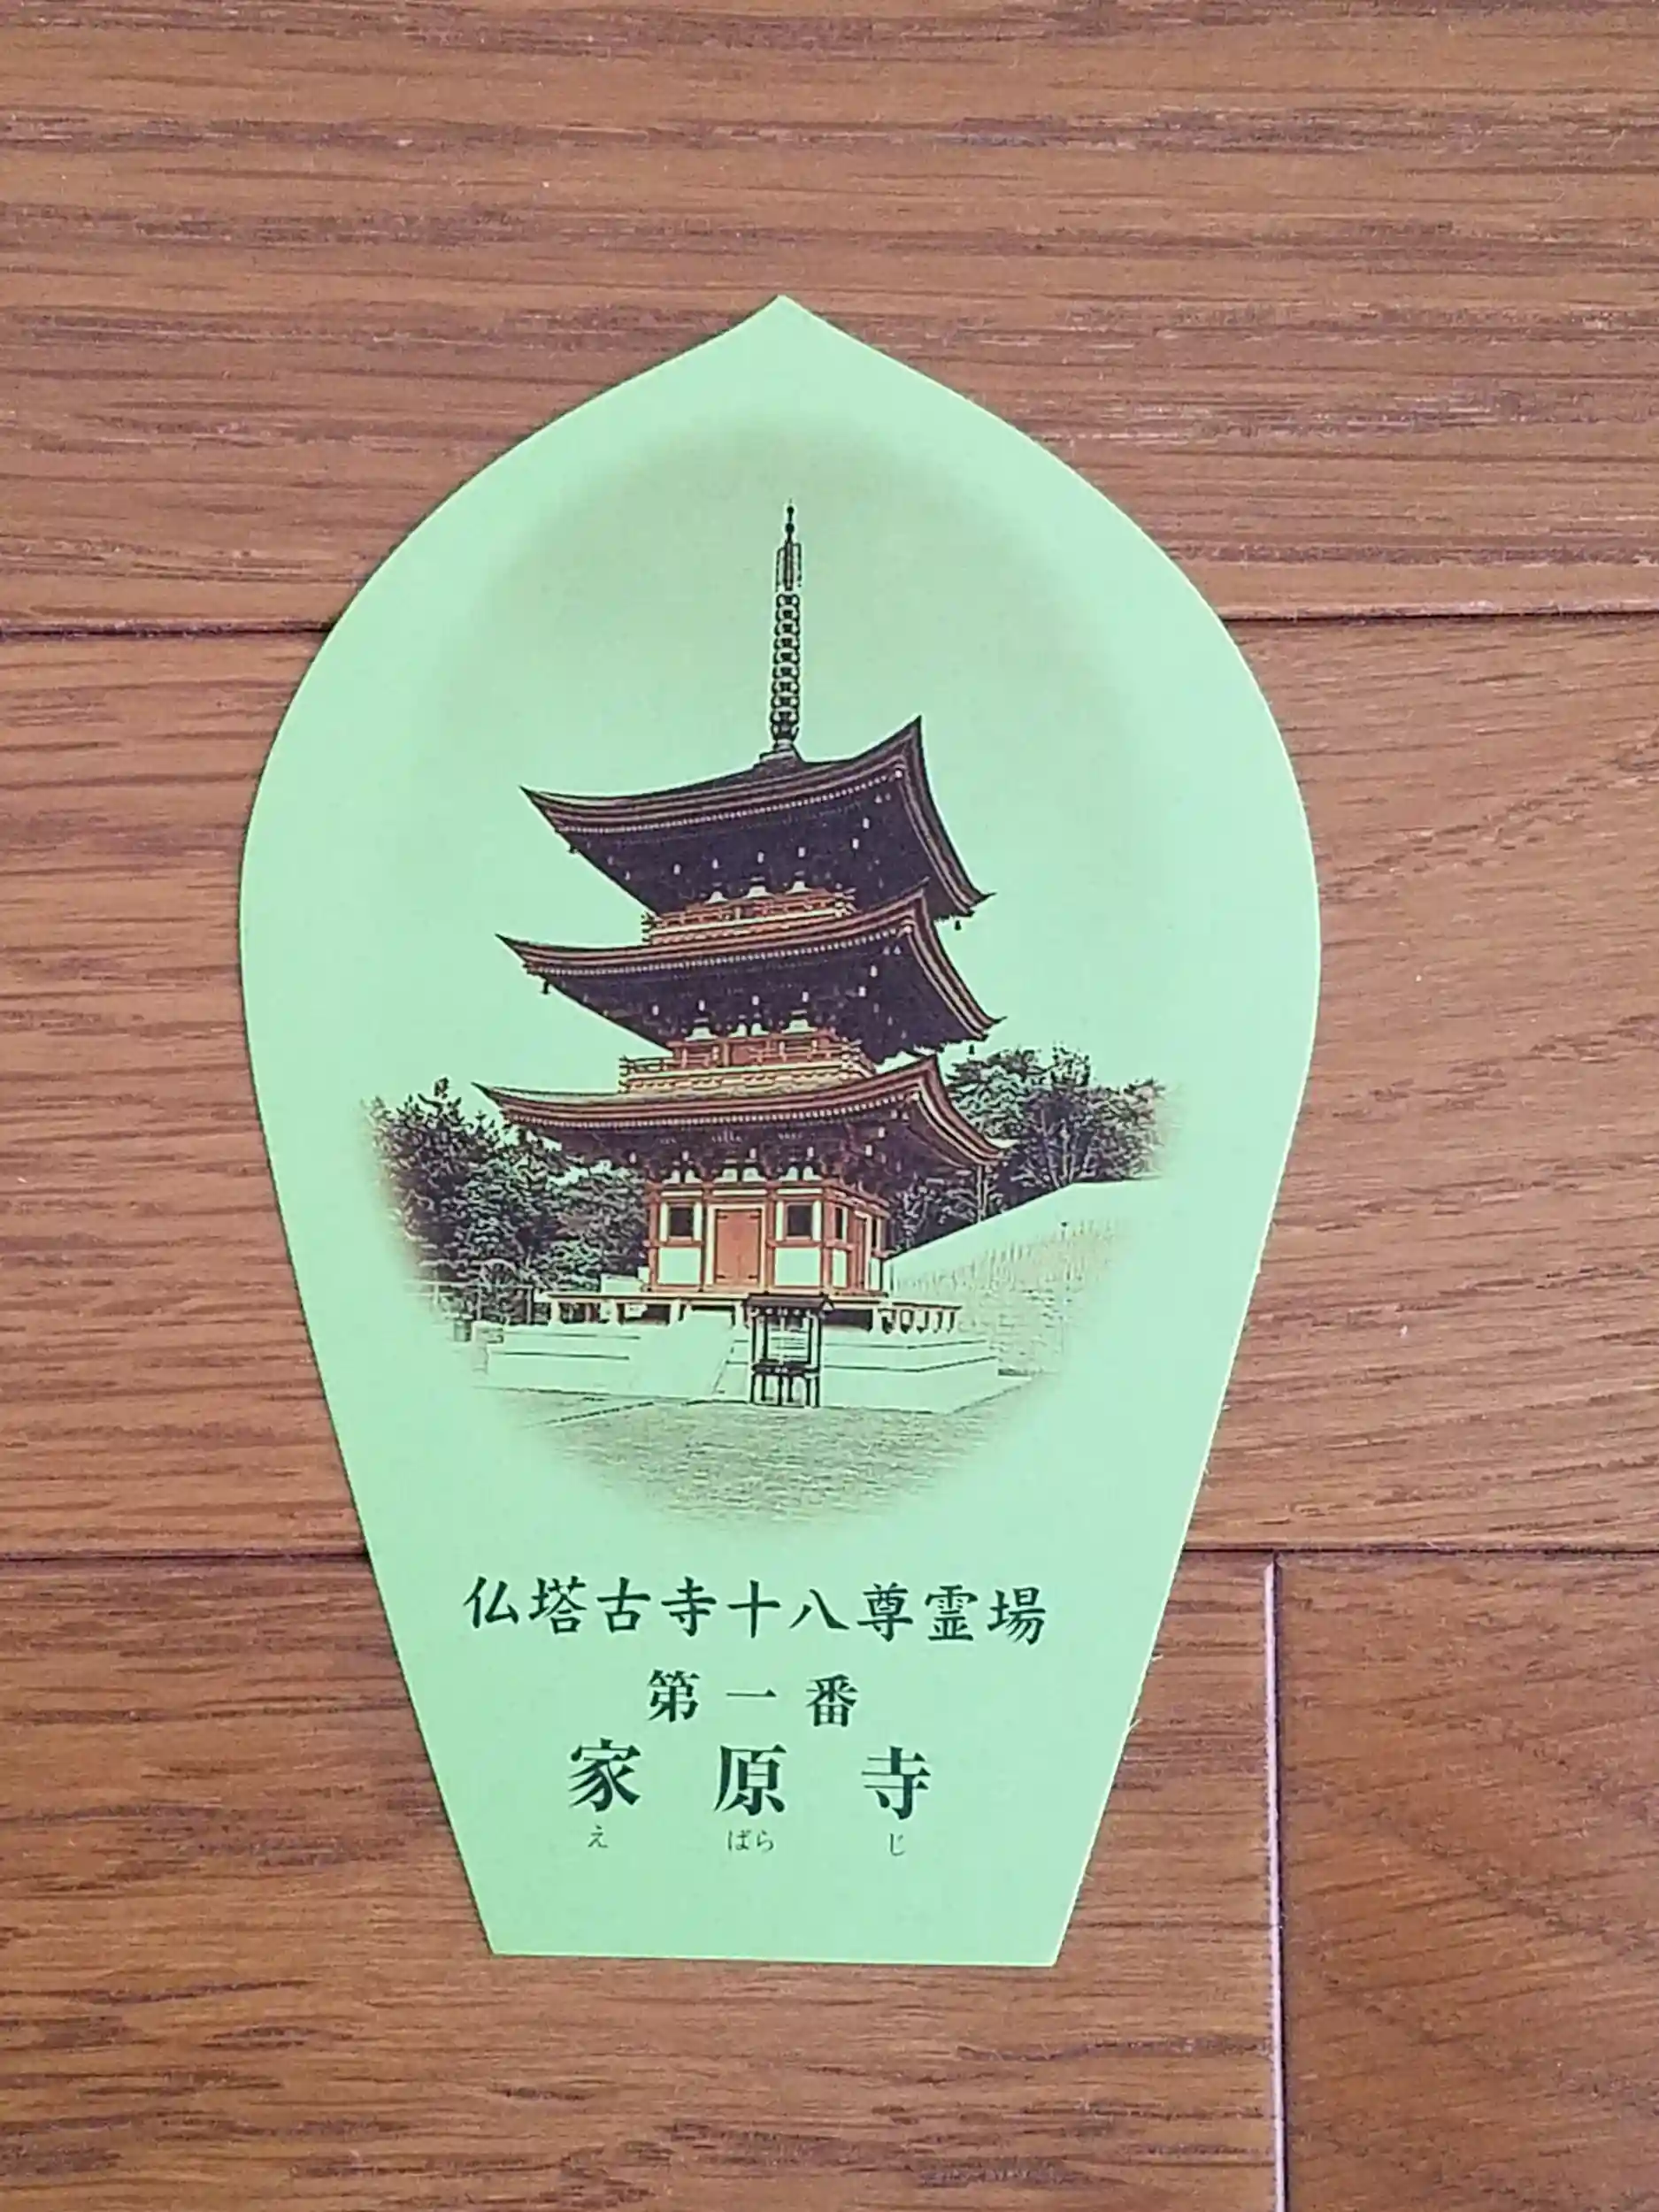 仏塔古寺十八尊霊場
第一番
家原寺
えばらじ